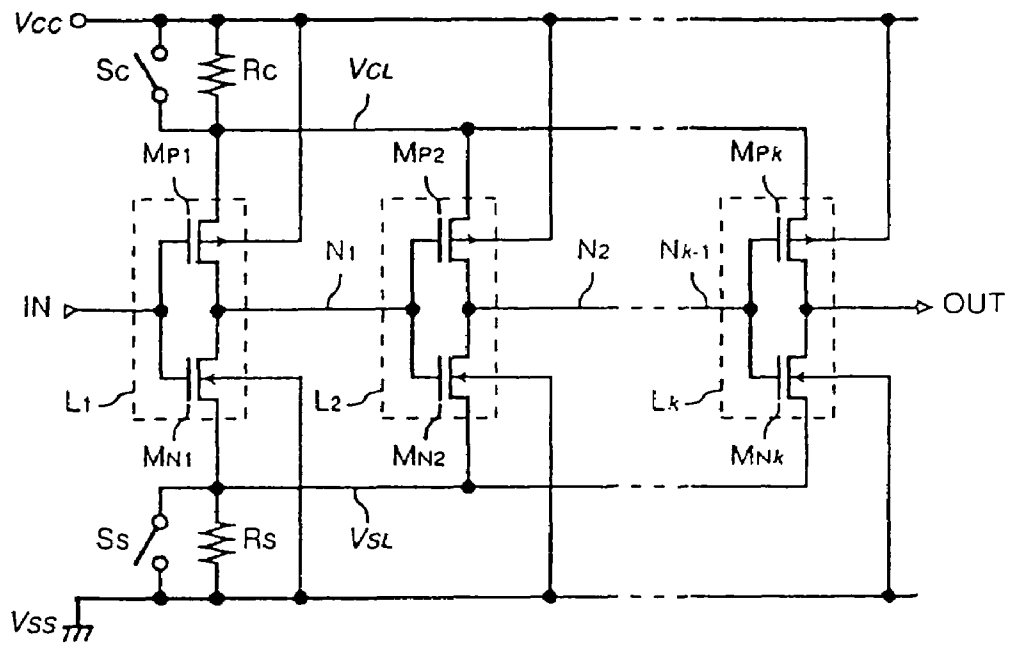 VCC
SC
RC
VCL
MP1
MP2
MPk
N1
N2
Nk-1
IN
OUT
L1
L2
Lk
MN1
MN2
MNk
SS
RS
VSL
VSS